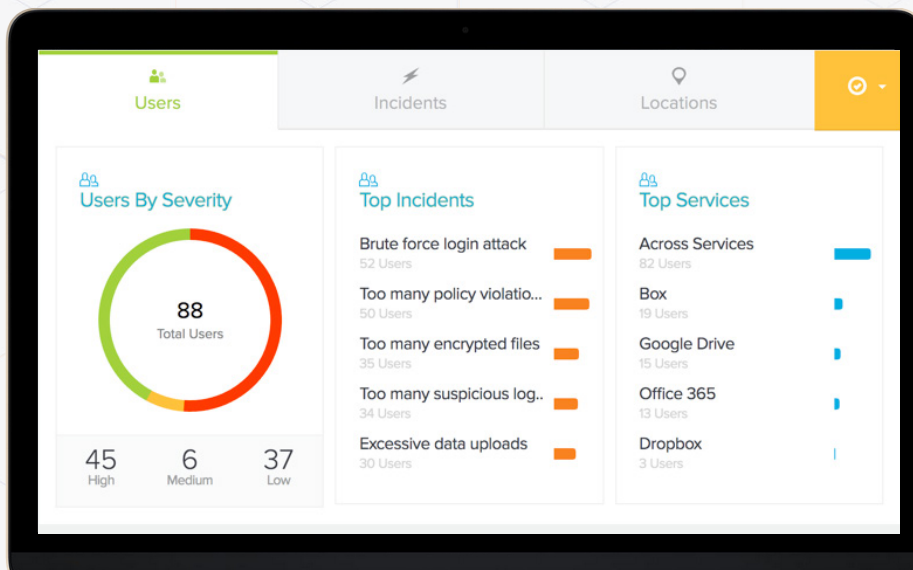 Users
Incidents
Locations
Users By Severity
88
Total Users
45
High
6
Medium
37
Low
Top Incidents
Brute force login attack
52 Users
Too many policy violatio...
50 Users
Too many encrypted files
35 Users
Too many suspicious log..
34 Users
Excessive data uploads
30 Users
Top Services
Across Services
82 Users
Box
19 Users
Google Drive
15 Users
Office 365
13 Users
Dropbox
3 Users